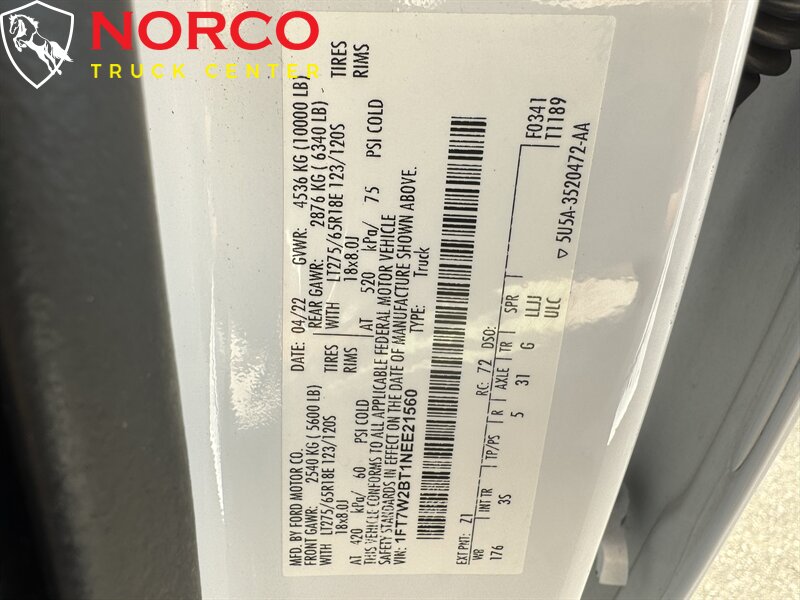 NORCO
TRUCK CENTER
MFD. BY FORD MOTOR CO.
DATE: 04/22 GVWR: 4536 KG (10000 LB)
FRONT GAWR: 2540 KG ( 5600 LB) REAR GAWR: 2876 KG ( 6340 LB)
WITH LT275/65R18E 123/120S TIRES WITH LT275/65R18E 123/120S TIRES
18x8.0J RIMS 18x8.0J RIMS
AT 420 kPa/ 60 PSI COLD AT 520 kPa/ 75 PSI COLD
THIS VEHICLE CONFORMS TO ALL APPLICABLE FEDERAL MOTOR VEHICLE
SAFETY STANDARDS IN EFFECT ON THE DATE OF MANUFACTURE SHOWN ABOVE.
VIN: 1FT7W2BT1NEE21560 TYPE: Truck
EXT PNT: Z1 RC: 72 DSO: F0341
WB INT TR TP/PS R AXLE TR SPR T1189
176 3S 5 31 G LLJJ
ULC
▽ 5U5A-3520472-AA